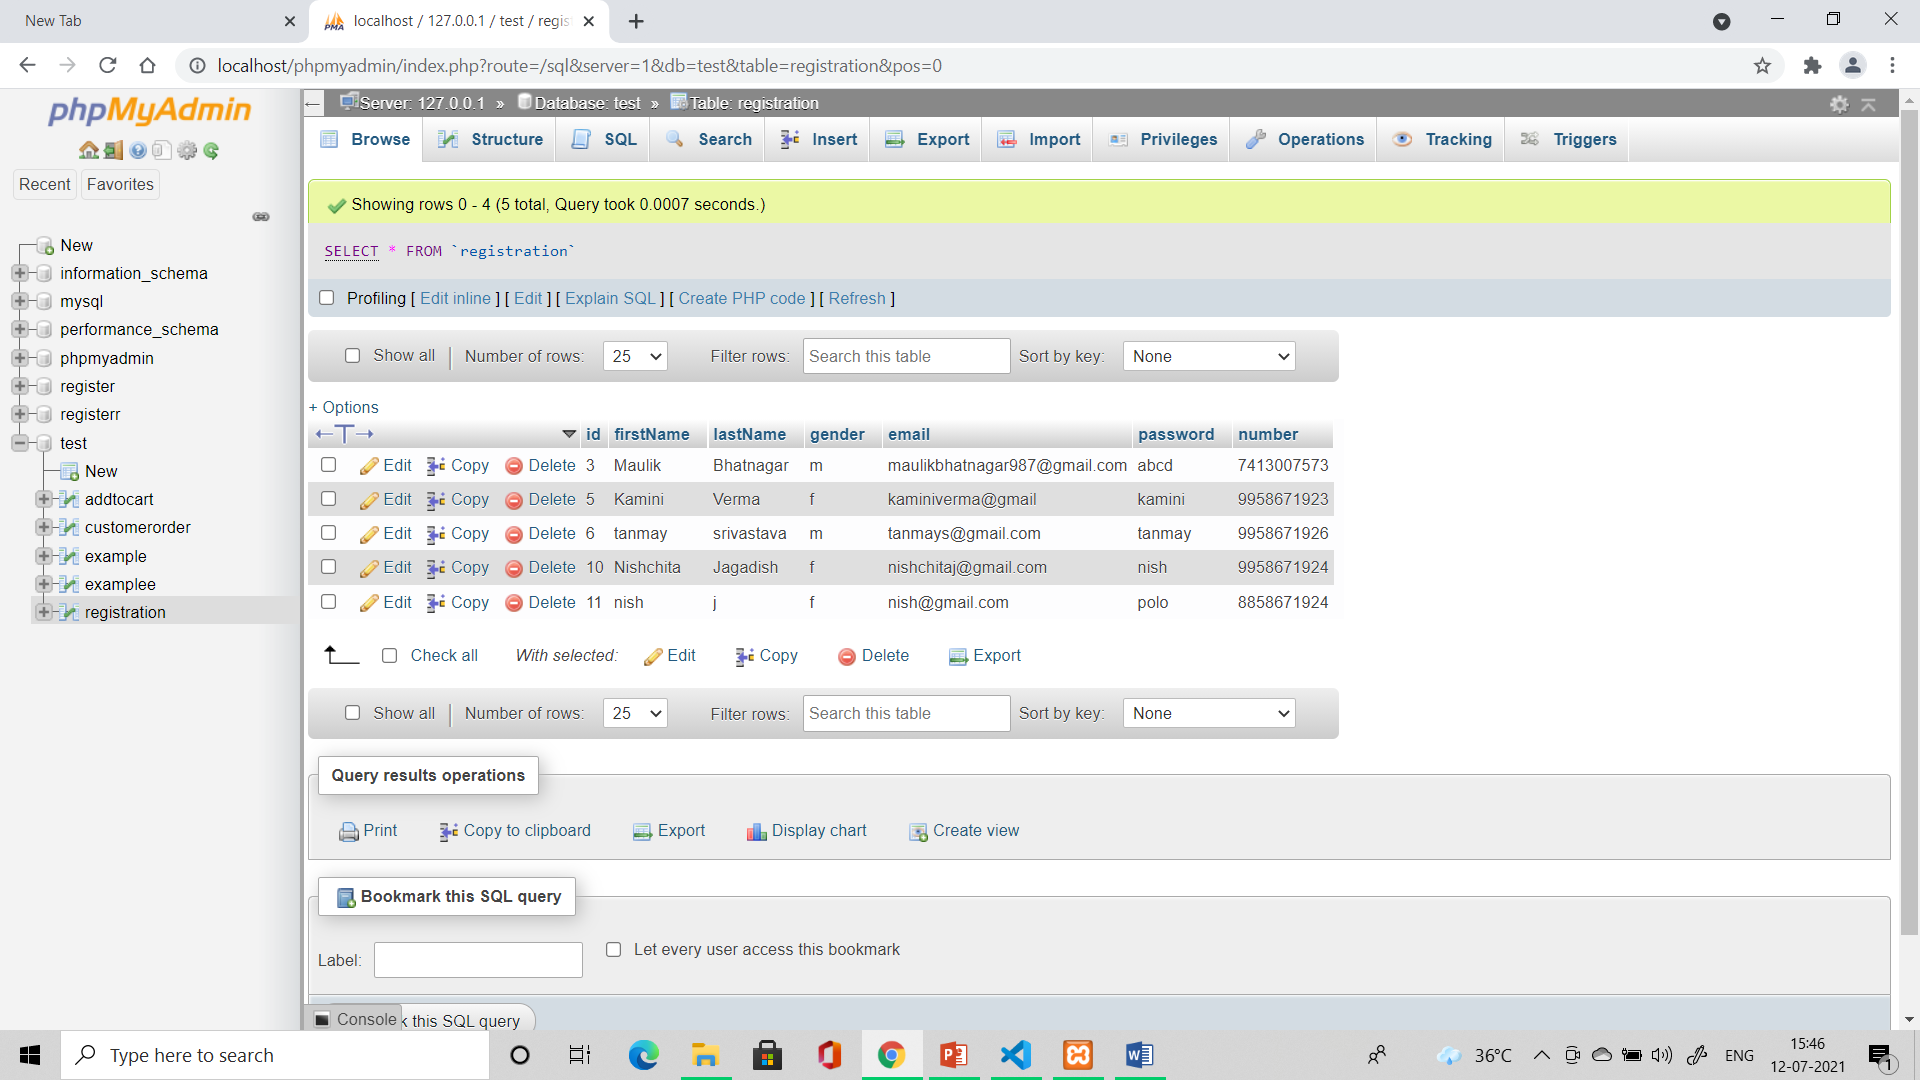 New Tab
localhost / 127.0.0.1 / test / regis
localhost/phpmyadmin/index.php?route=/sql&server=1&db=test&table=registration&pos=0
phpMyAdmin
Recent Favorites
New
information_schema
mysql
performance_schema
phpmyadmin
register
registerr
test
New
addtocart
customerorder
example
examplee
registration
Server: 127.0.0.1 » Database: test » Table: registration
Browse Structure SQL Search Insert Export Import Privileges Operations Tracking Triggers
Showing rows 0 - 4 (5 total, Query took 0.0007 seconds.)
SELECT * FROM `registration`
Profiling [ Edit inline ] [ Edit ] [ Explain SQL ] [ Create PHP code ] [ Refresh ]
Show all Number of rows: 25 Filter rows: Search this table Sort by key: None
+ Options
id firstName lastName gender email password number
Edit Copy Delete 3 Maulik Bhatnagar m maulikbhatnagar987@gmail.com abcd 7413007573
Edit Copy Delete 5 Kamini Verma f kaminiverma@gmail kamini 9958671923
Edit Copy Delete 6 tanmay srivastava m tanmays@gmail.com tanmay 9958671926
Edit Copy Delete 10 Nishchita Jagadish f nishchitaj@gmail.com nish 9958671924
Edit Copy Delete 11 nish j f nish@gmail.com polo 8858671924
Check all With selected: Edit Copy Delete Export
Show all Number of rows: 25 Filter rows: Search this table Sort by key: None
Query results operations
Print Copy to clipboard Export Display chart Create view
Bookmark this SQL query
Label: Let every user access this bookmark
Console k this SQL query
Type here to search
36°C ENG
15:46
12-07-2021
1